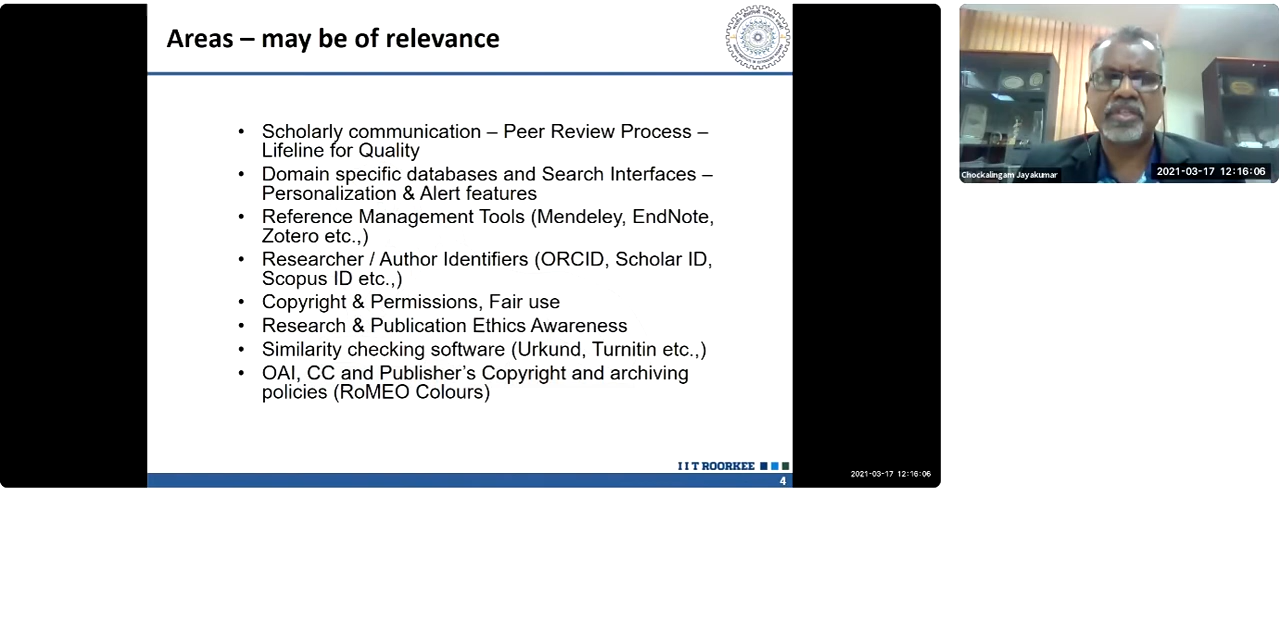 Areas – may be of relevance
• Scholarly communication – Peer Review Process –
Lifeline for Quality
• Domain specific databases and Search Interfaces –
Personalization & Alert features
• Reference Management Tools (Mendeley, EndNote,
Zotero etc.,)
• Researcher / Author Identifiers (ORCID, Scholar ID,
Scopus ID etc.,)
• Copyright & Permissions, Fair use
• Research & Publication Ethics Awareness
• Similarity checking software (Urkund, Turnitin etc.,)
• OAI, CC and Publisher’s Copyright and archiving
policies (RoMEO Colours)
I I T ROORKEE
4
2021-03-17 12:16:06
Chockalingam Jayakumar
2021-03-17 12:16:06